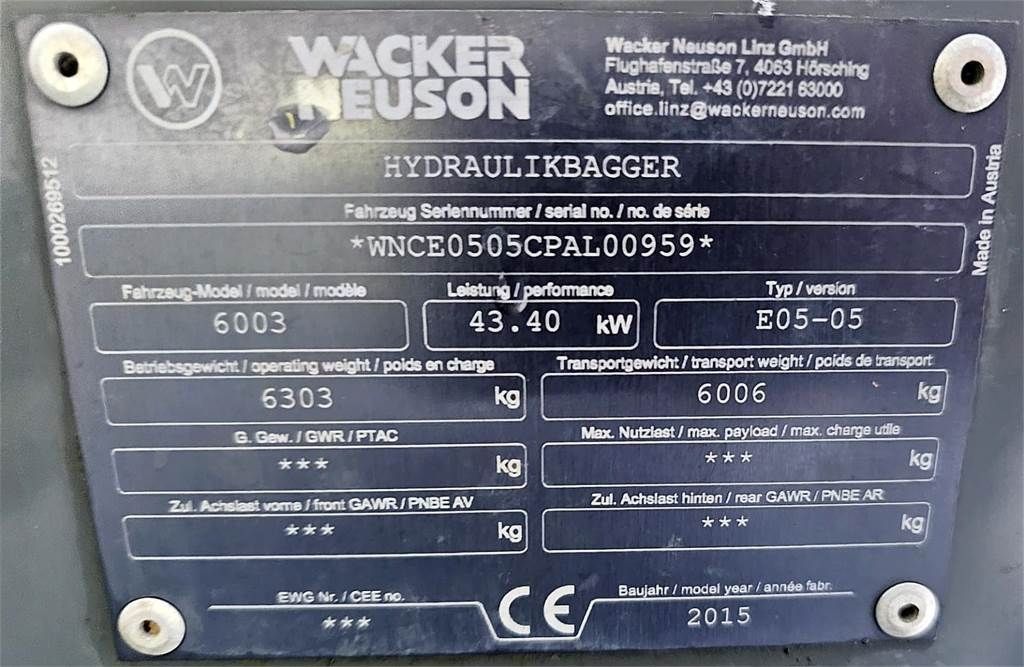 WACKER
NEUSON
Wacker Neuson Linz GmbH
Flughafenstraße 7, 4063 Hörsching
Austria, Tel. +43 (0)7221 63000
office.linz@wackerneuson.com
1000269512
HYDRAULIKBAGGER
Made in Austria
Fahrzeug Seriennummer / serial no. / no. de série
*WNCE0505CPAL00959*
Fahrzeug-Model / model / modèle
6003
Leistung / performance
43.40 kW
Typ / version
E05-05
Betriebsgewicht / operating weight / poids en charge
6303 kg
Transportgewicht / transport weight / poids de transport
6006 kg
G. Gew. / GWR / PTAC
*** kg
Max. Nutzlast / max. payload / max. charge utile
*** kg
Zul. Achslast vorne / front GAWR / PNBE AV
*** kg
Zul. Achslast hinten / rear GAWR / PNBE AR
*** kg
EWG Nr. / CEE no.
***
CE
Baujahr / model year / année fabr.
2015